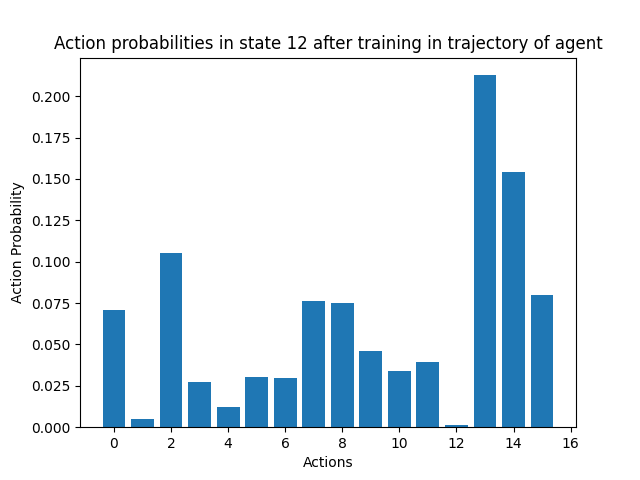 Action probabilities in state 12 after training in trajectory of agent
0.200
0.175
0.150
0.125
0.100
0.075
0.050
0.025
0.000
Action Probability
0 2 4 6 8 10 12 14 16
Actions